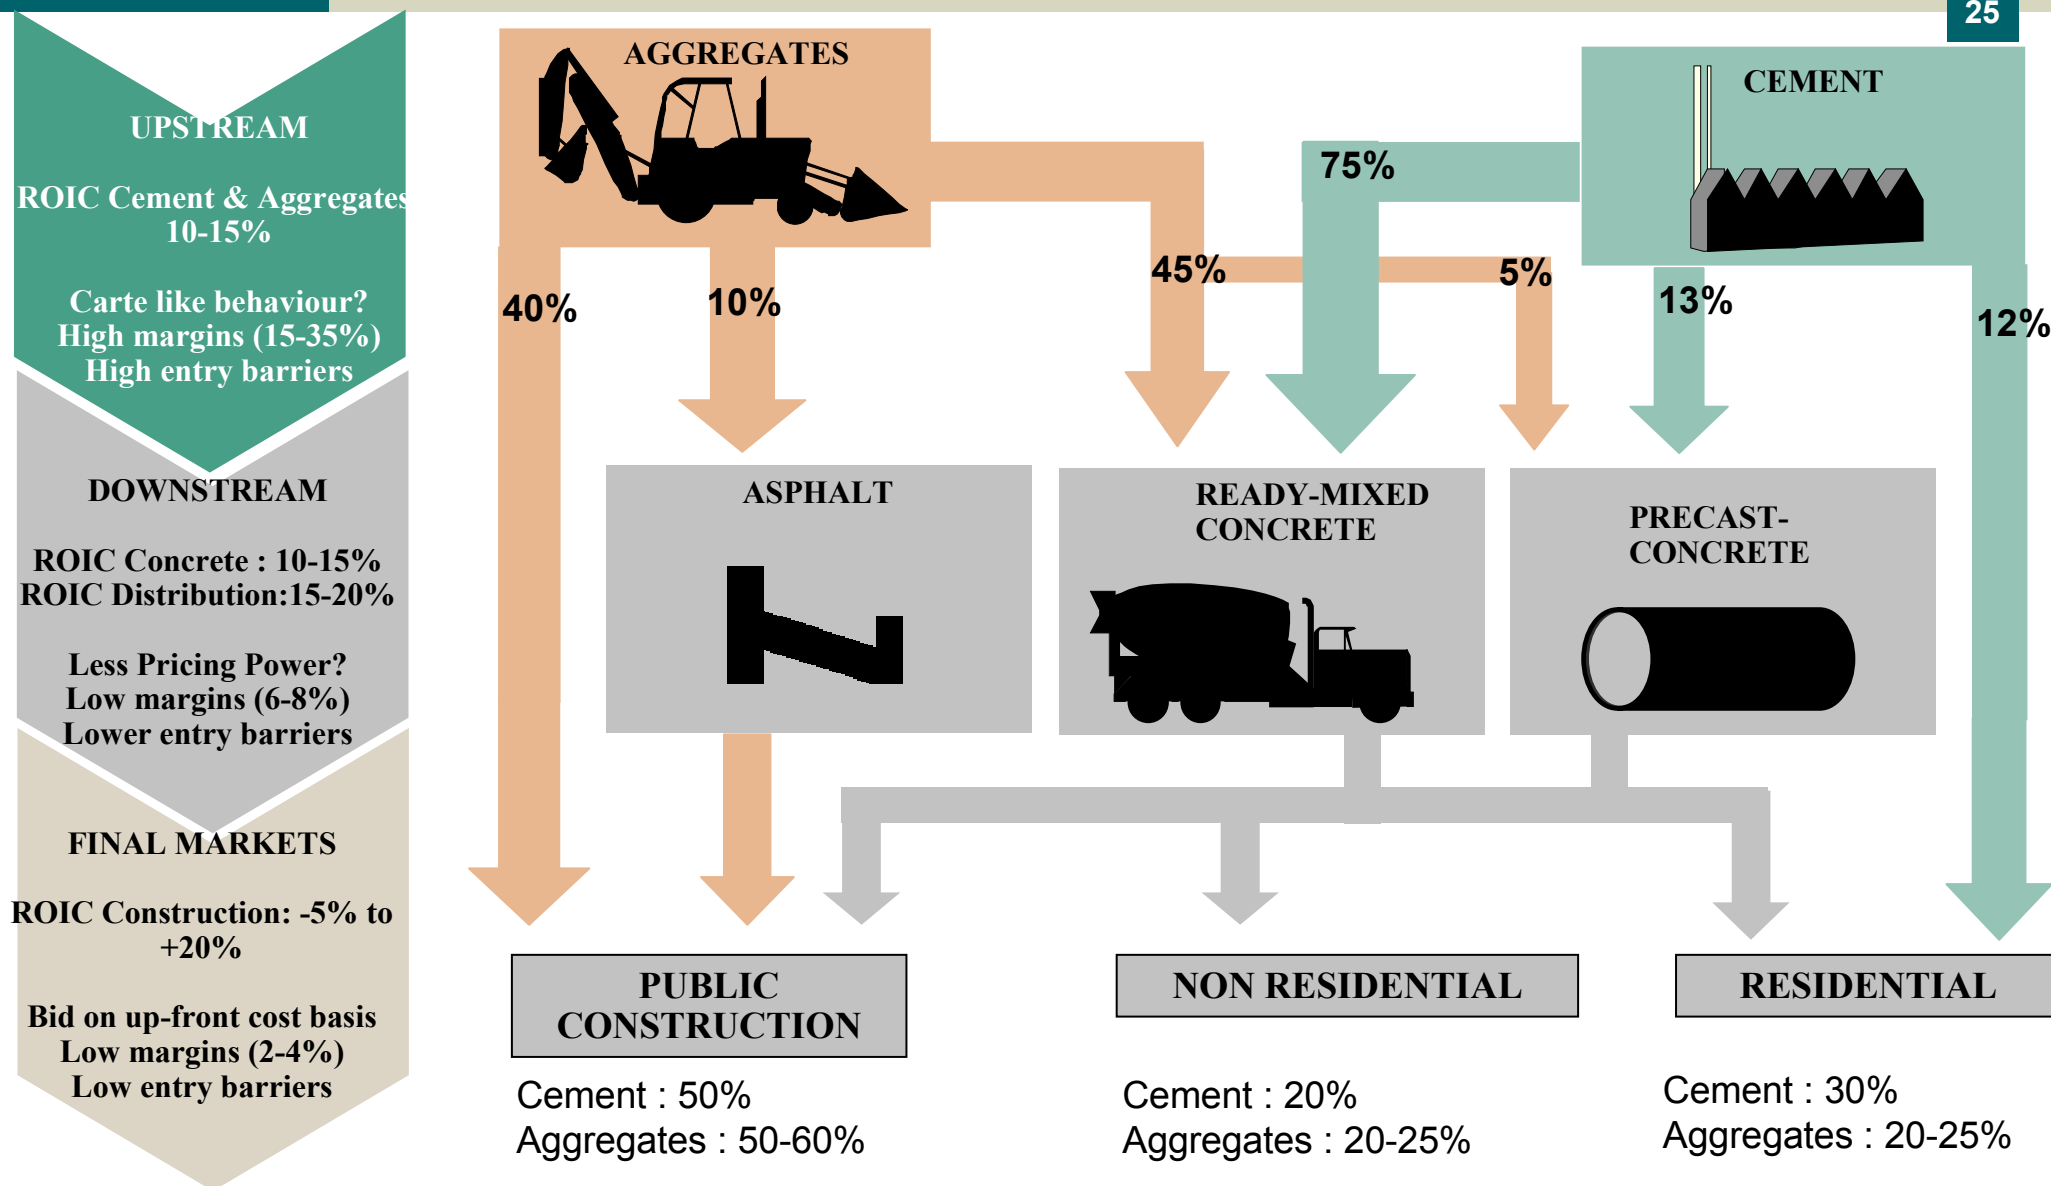 25
UPSTREAM
ROIC Cement & Aggregates
10-15%
Carte like behaviour?
High margins (15-35%)
High entry barriers
DOWNSTREAM
ROIC Concrete : 10-15%
ROIC Distribution:15-20%
Less Pricing Power?
Low margins (6-8%)
Lower entry barriers
FINAL MARKETS
ROIC Construction: -5% to
+20%
Bid on up-front cost basis
Low margins (2-4%)
Low entry barriers
AGGREGATES
CEMENT
75%
45%
5%
40%
10%
13%
12%
ASPHALT
READY-MIXED
CONCRETE
PRECAST-
CONCRETE
PUBLIC
CONSTRUCTION
Cement : 50%
Aggregates : 50-60%
NON RESIDENTIAL
Cement : 20%
Aggregates : 20-25%
RESIDENTIAL
Cement : 30%
Aggregates : 20-25%